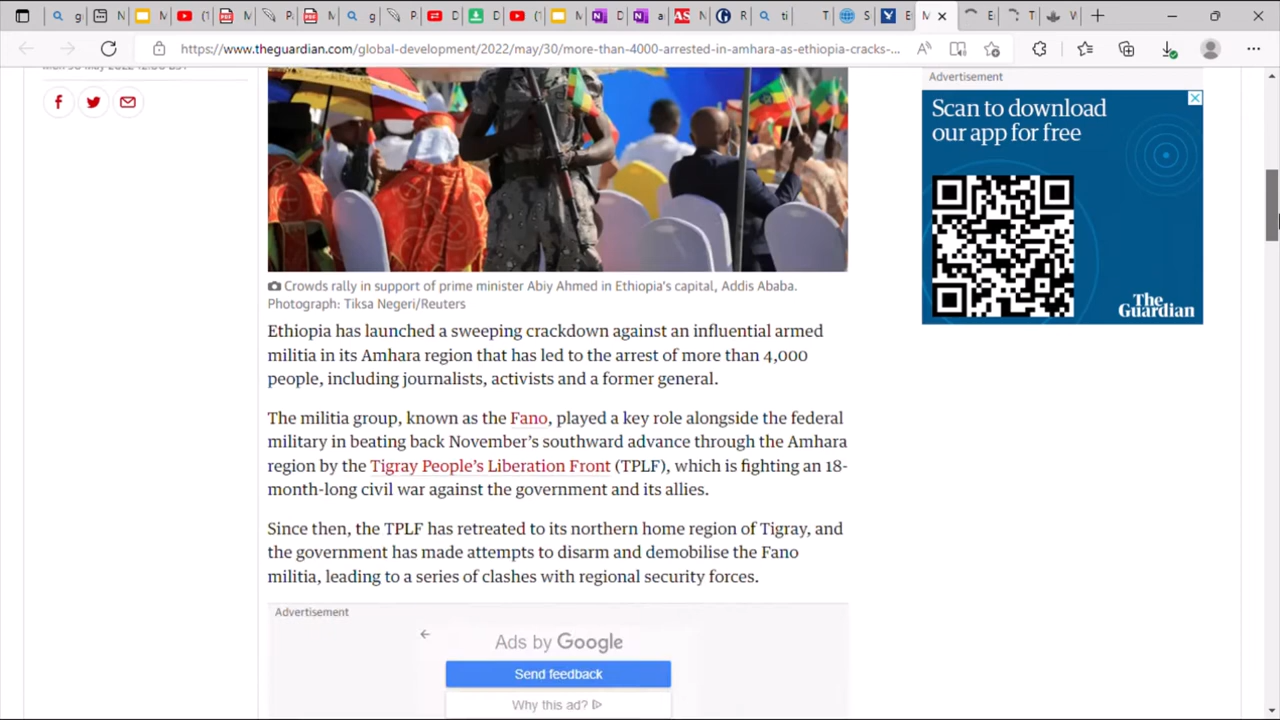 https://www.theguardian.com/global-development/2022/may/30/more-than-4000-arrested-in-amhara-as-ethiopia-cracks-...
Advertisement
Scan to download
our app for free
The
Guardian
Crowds rally in support of prime minister Abiy Ahmed in Ethiopia's capital, Addis Ababa.
Photograph: Tiksa Negeri/Reuters
Ethiopia has launched a sweeping crackdown against an influential armed
militia in its Amhara region that has led to the arrest of more than 4,000
people, including journalists, activists and a former general.
The militia group, known as the Fano, played a key role alongside the federal
military in beating back November's southward advance through the Amhara
region by the Tigray People's Liberation Front (TPLF), which is fighting an 18-
month-long civil war against the government and its allies.
Since then, the TPLF has retreated to its northern home region of Tigray, and
the government has made attempts to disarm and demobilise the Fano
militia, leading to a series of clashes with regional security forces.
Advertisement
Ads by Google
Send feedback
Why this ad?